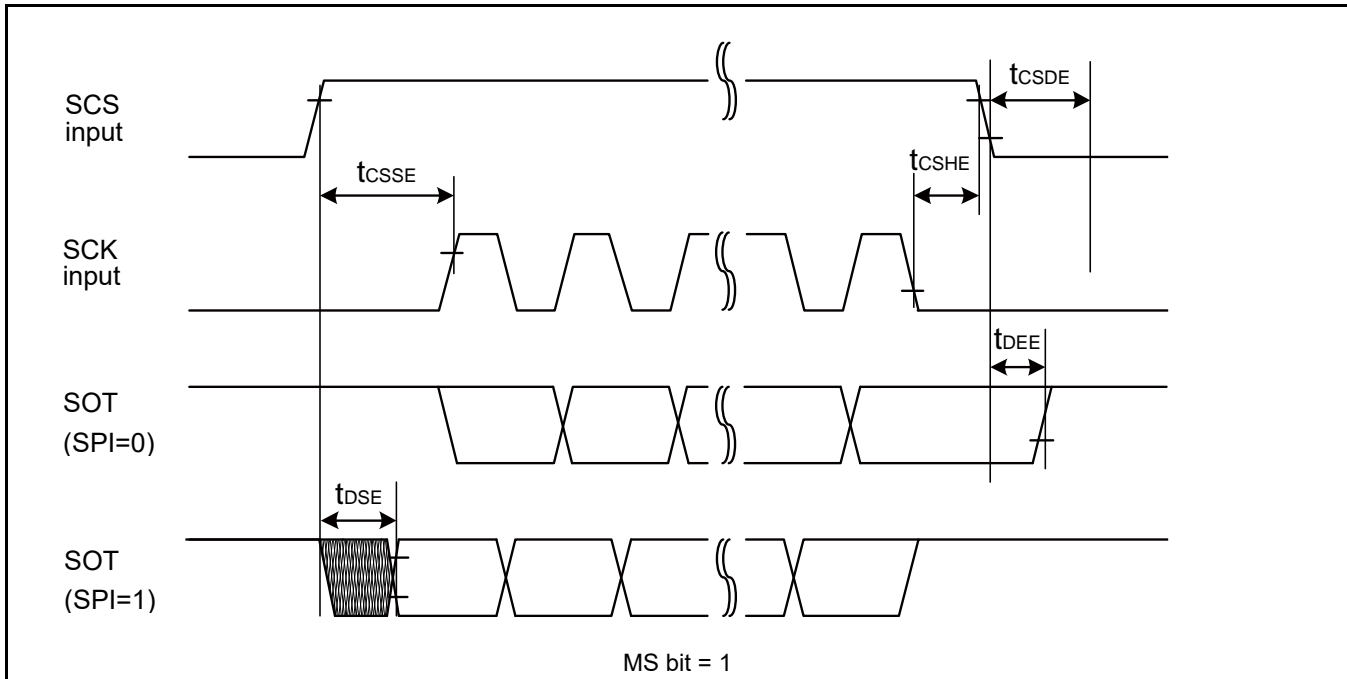 SCS
input
tCSDE
tCSSE
tCSHE
SCK
input
tDEE
SOT
(SPI=0)
tDSE
SOT
(SPI=1)
MS bit = 1